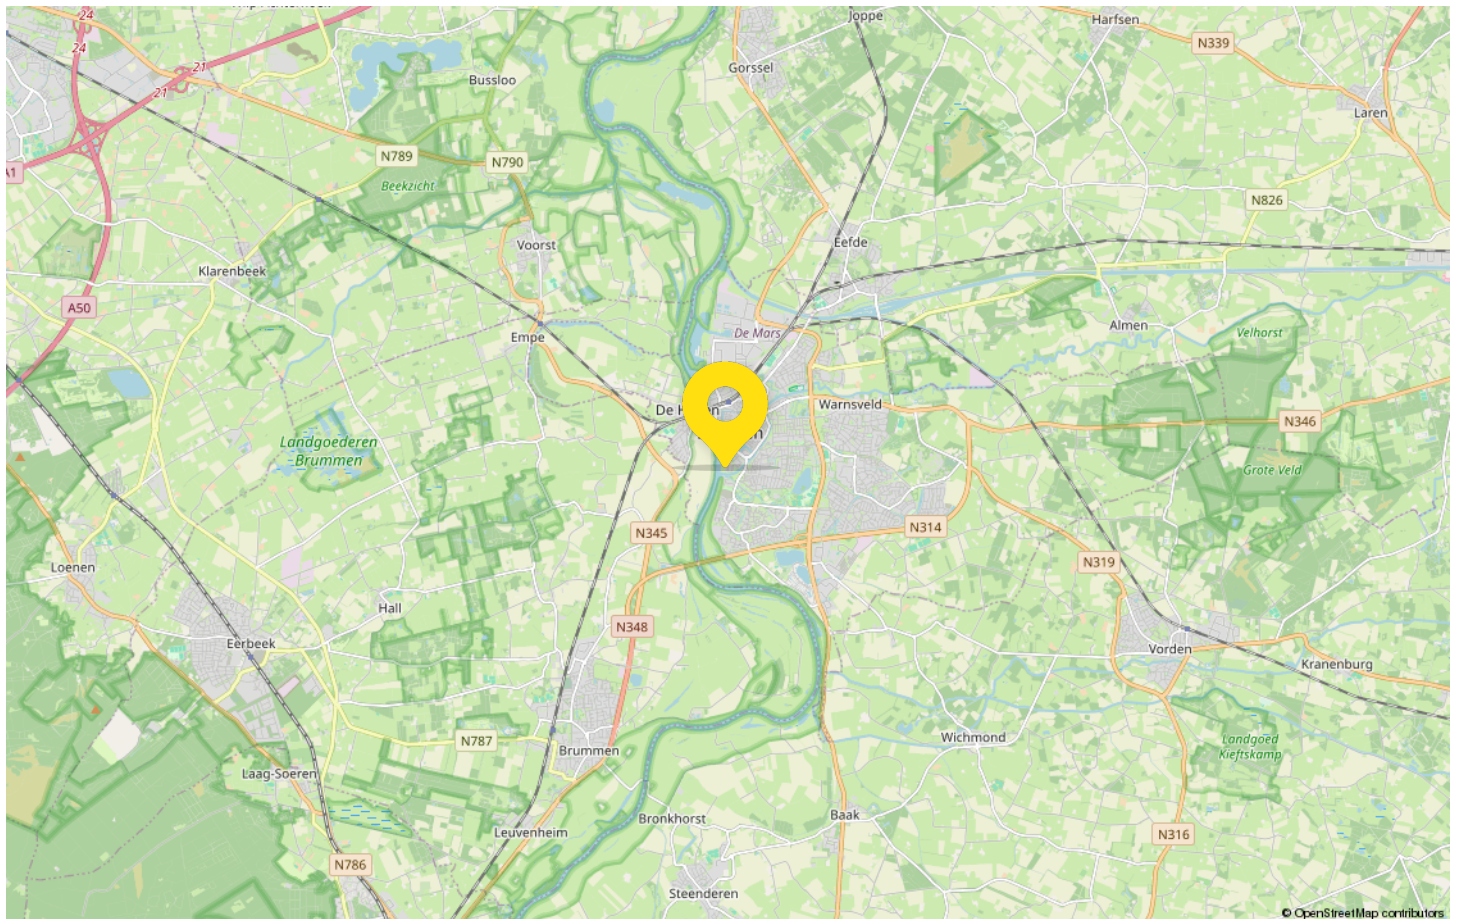 24
Joppe
Harfsen
N339
24
21
Gorssel
Bussloo
21
Laren
N789
N790
A1
Beekzicht
N826
Voorst
Eefde
Klarenbeek
A50
De Mars
Almen
Velhorst
Empe
Warnsveld
N346
Landgoederen
Brummen
Grote Veld
N345
N314
N319
Loenen
Hall
N348
Eerbeek
Vorden
Kranenburg
N787
Brummen
Wichmond
Landgoed
Kieftskamp
Laag-Soeren
Bronkhorst
Baak
Leuvenheim
N316
N786
Steenderen
© OpenStreetMap contributors